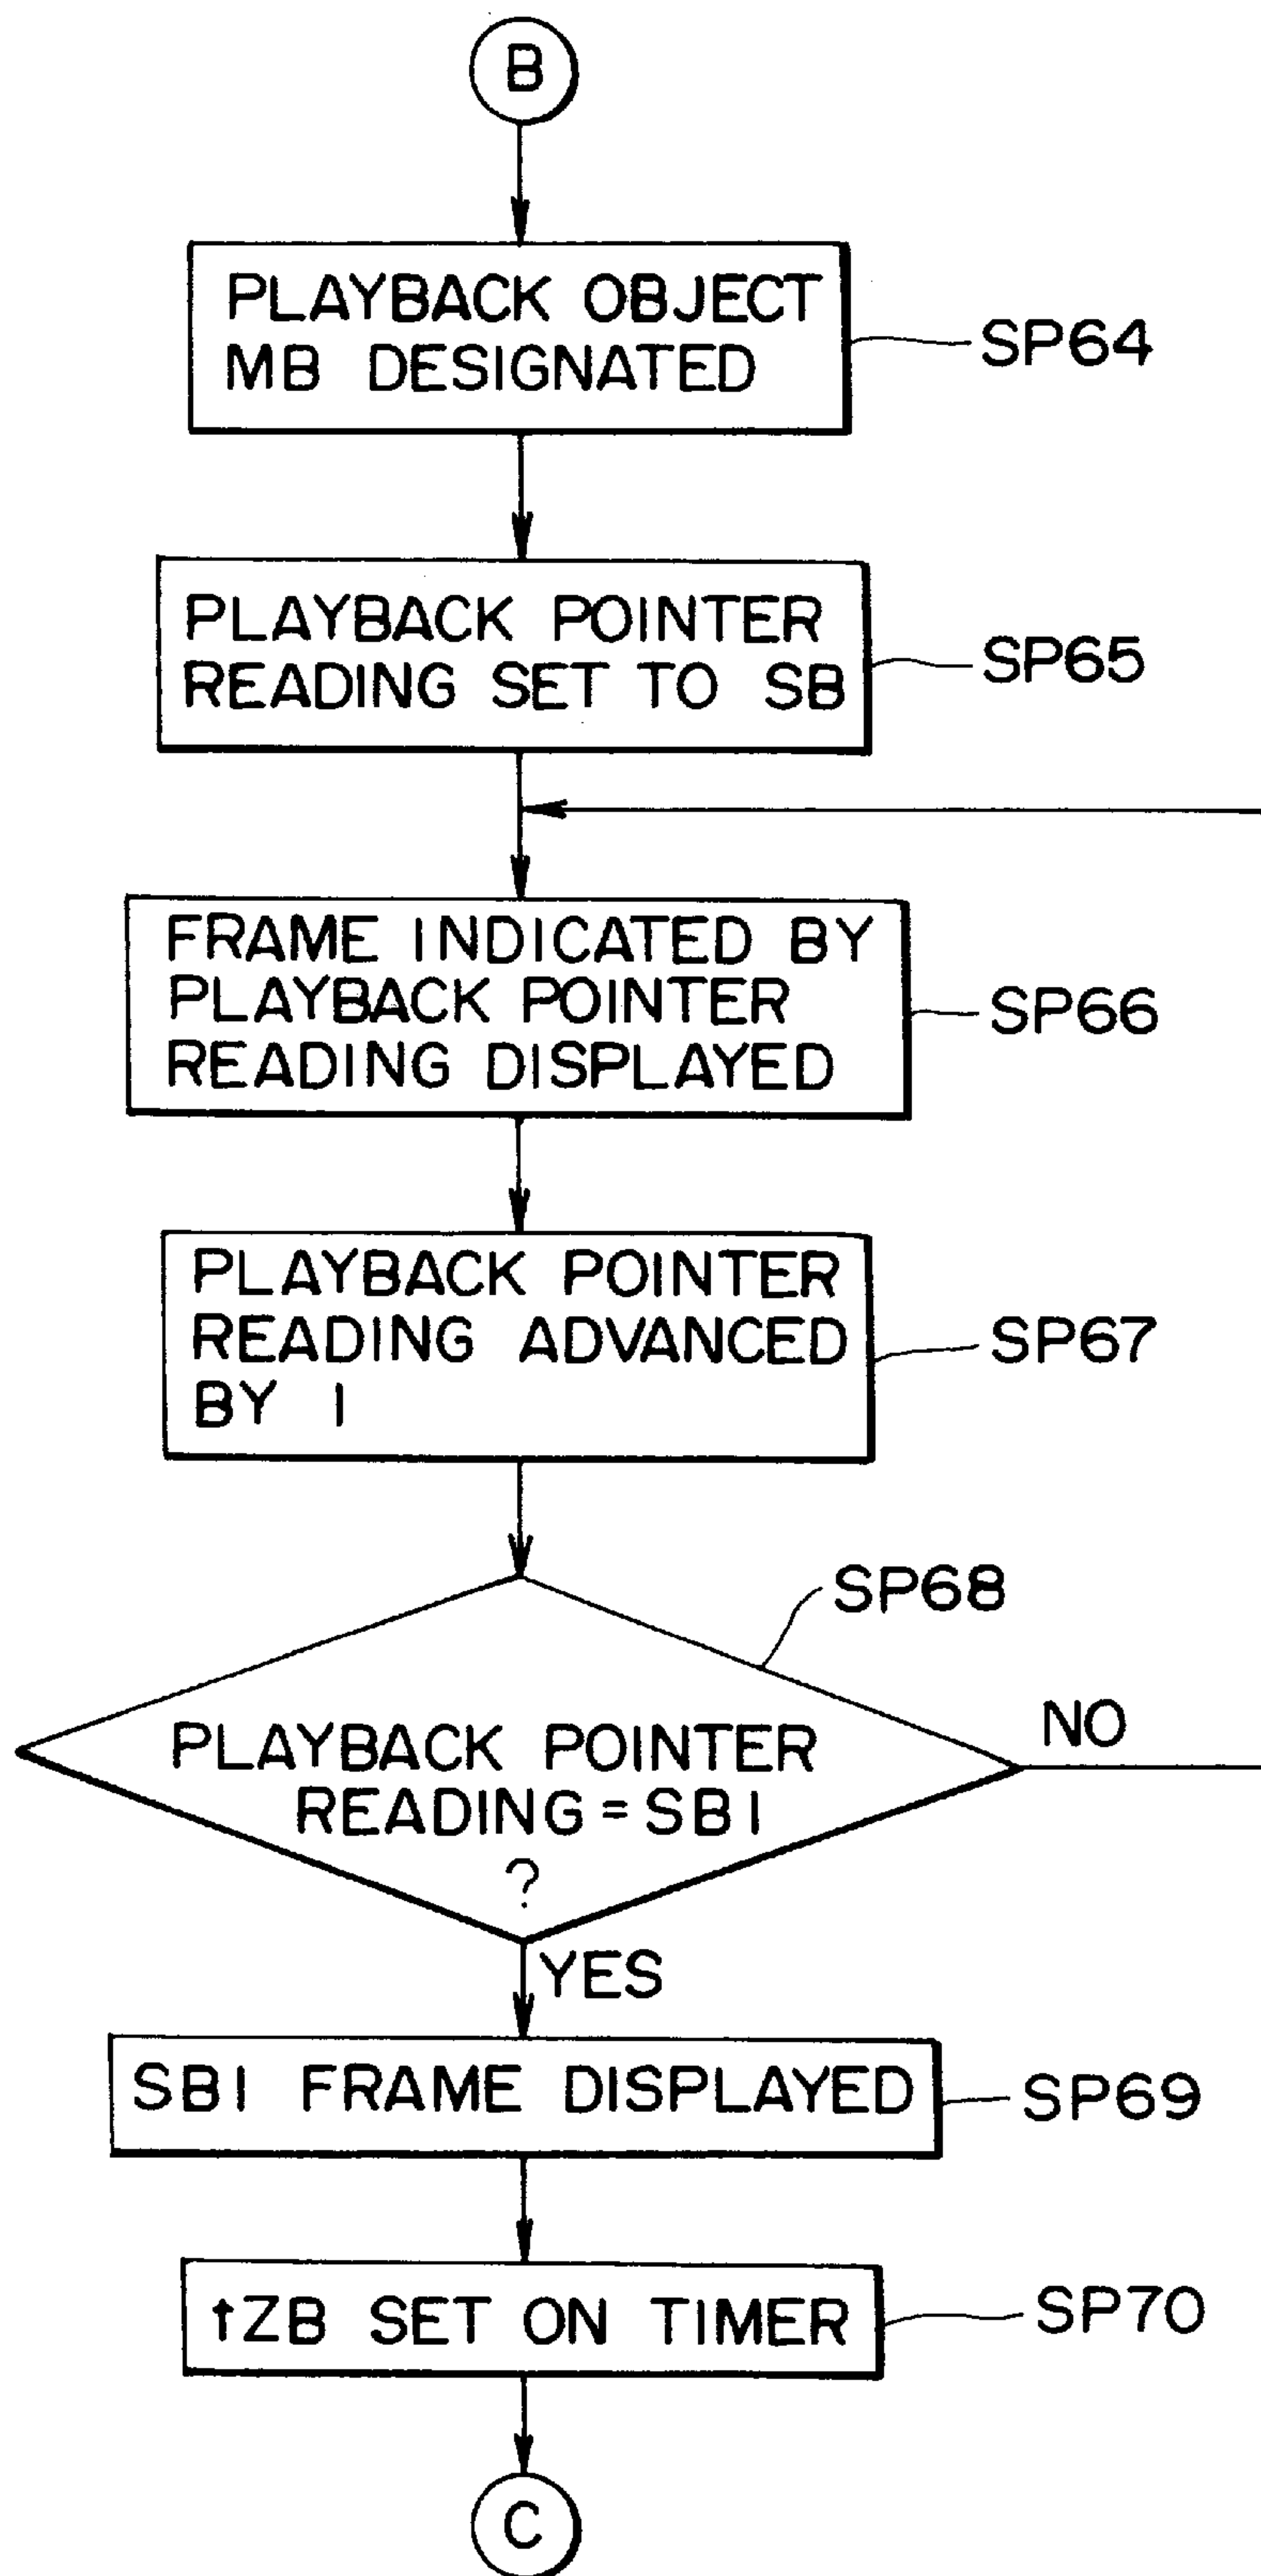 B
PLAYBACK OBJECT
MB DESIGNATED
SP64
PLAYBACK POINTER
READING SET TO SB
SP65
FRAME INDICATED BY
PLAYBACK POINTER
READING DISPLAYED
SP66
PLAYBACK POINTER
READING ADVANCED
BY 1
SP67
SP68
PLAYBACK POINTER
READING = SB1
?
NO
YES
SB1 FRAME DISPLAYED
SP69
tZB SET ON TIMER
SP70
C